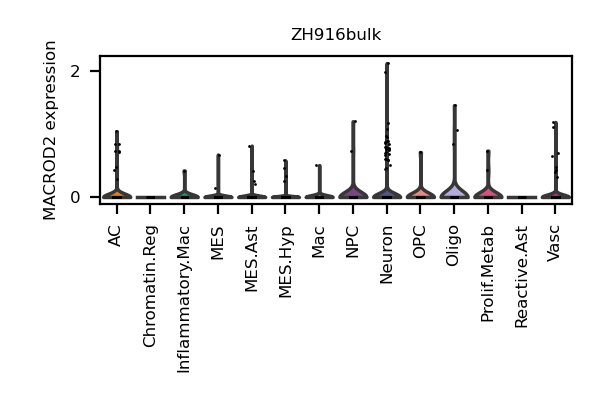 ZH916bulk
MACROD2 expression
2
0
AC
Chromatin.Reg
Inflammatory.Mac
MES
MES.Ast
MES.Hyp
Mac
NPC
Neuron
OPC
Oligo
Prolif.Metab
Reactive.Ast
Vasc